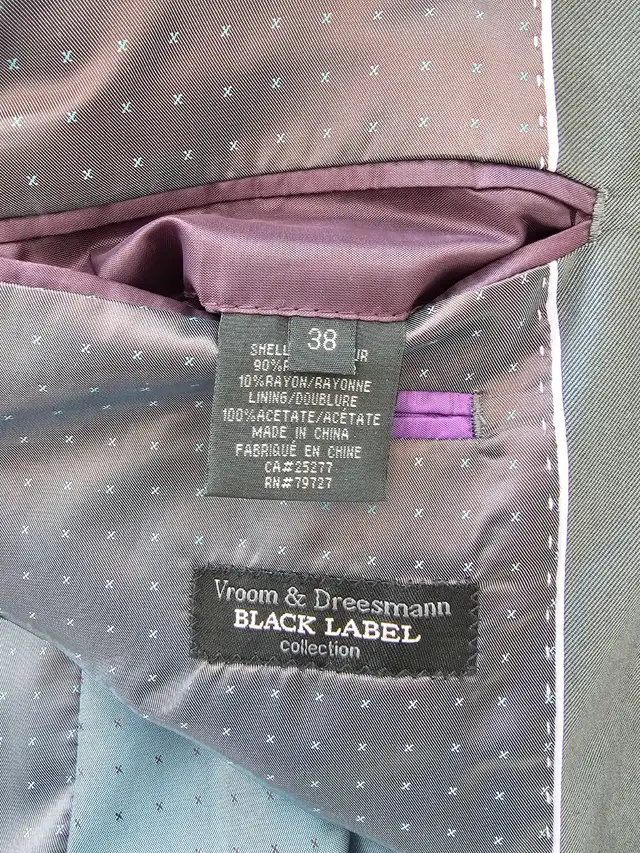 38
SHELL
90%
10%RAYON/RAYONNE
LINING/DOUBLURE
100%ACETATE/ACÉTATE
MADE IN CHINA
FABRIQUÉ EN CHINE
CA#25277
RN#79727
Vroom & Dreesmann
BLACK LABEL
collection